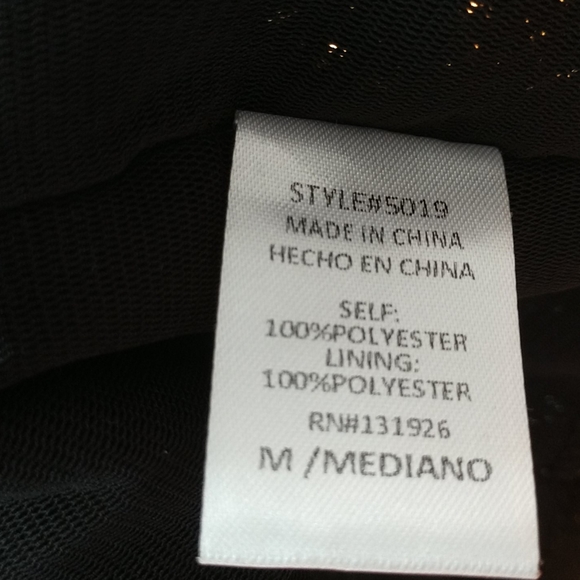 STYLE#5019
MADE IN CHINA
HECHO EN CHINA
SELF:
100%POLYESTER
LINING:
100%POLYESTER
RN#131926
M /MEDIANO